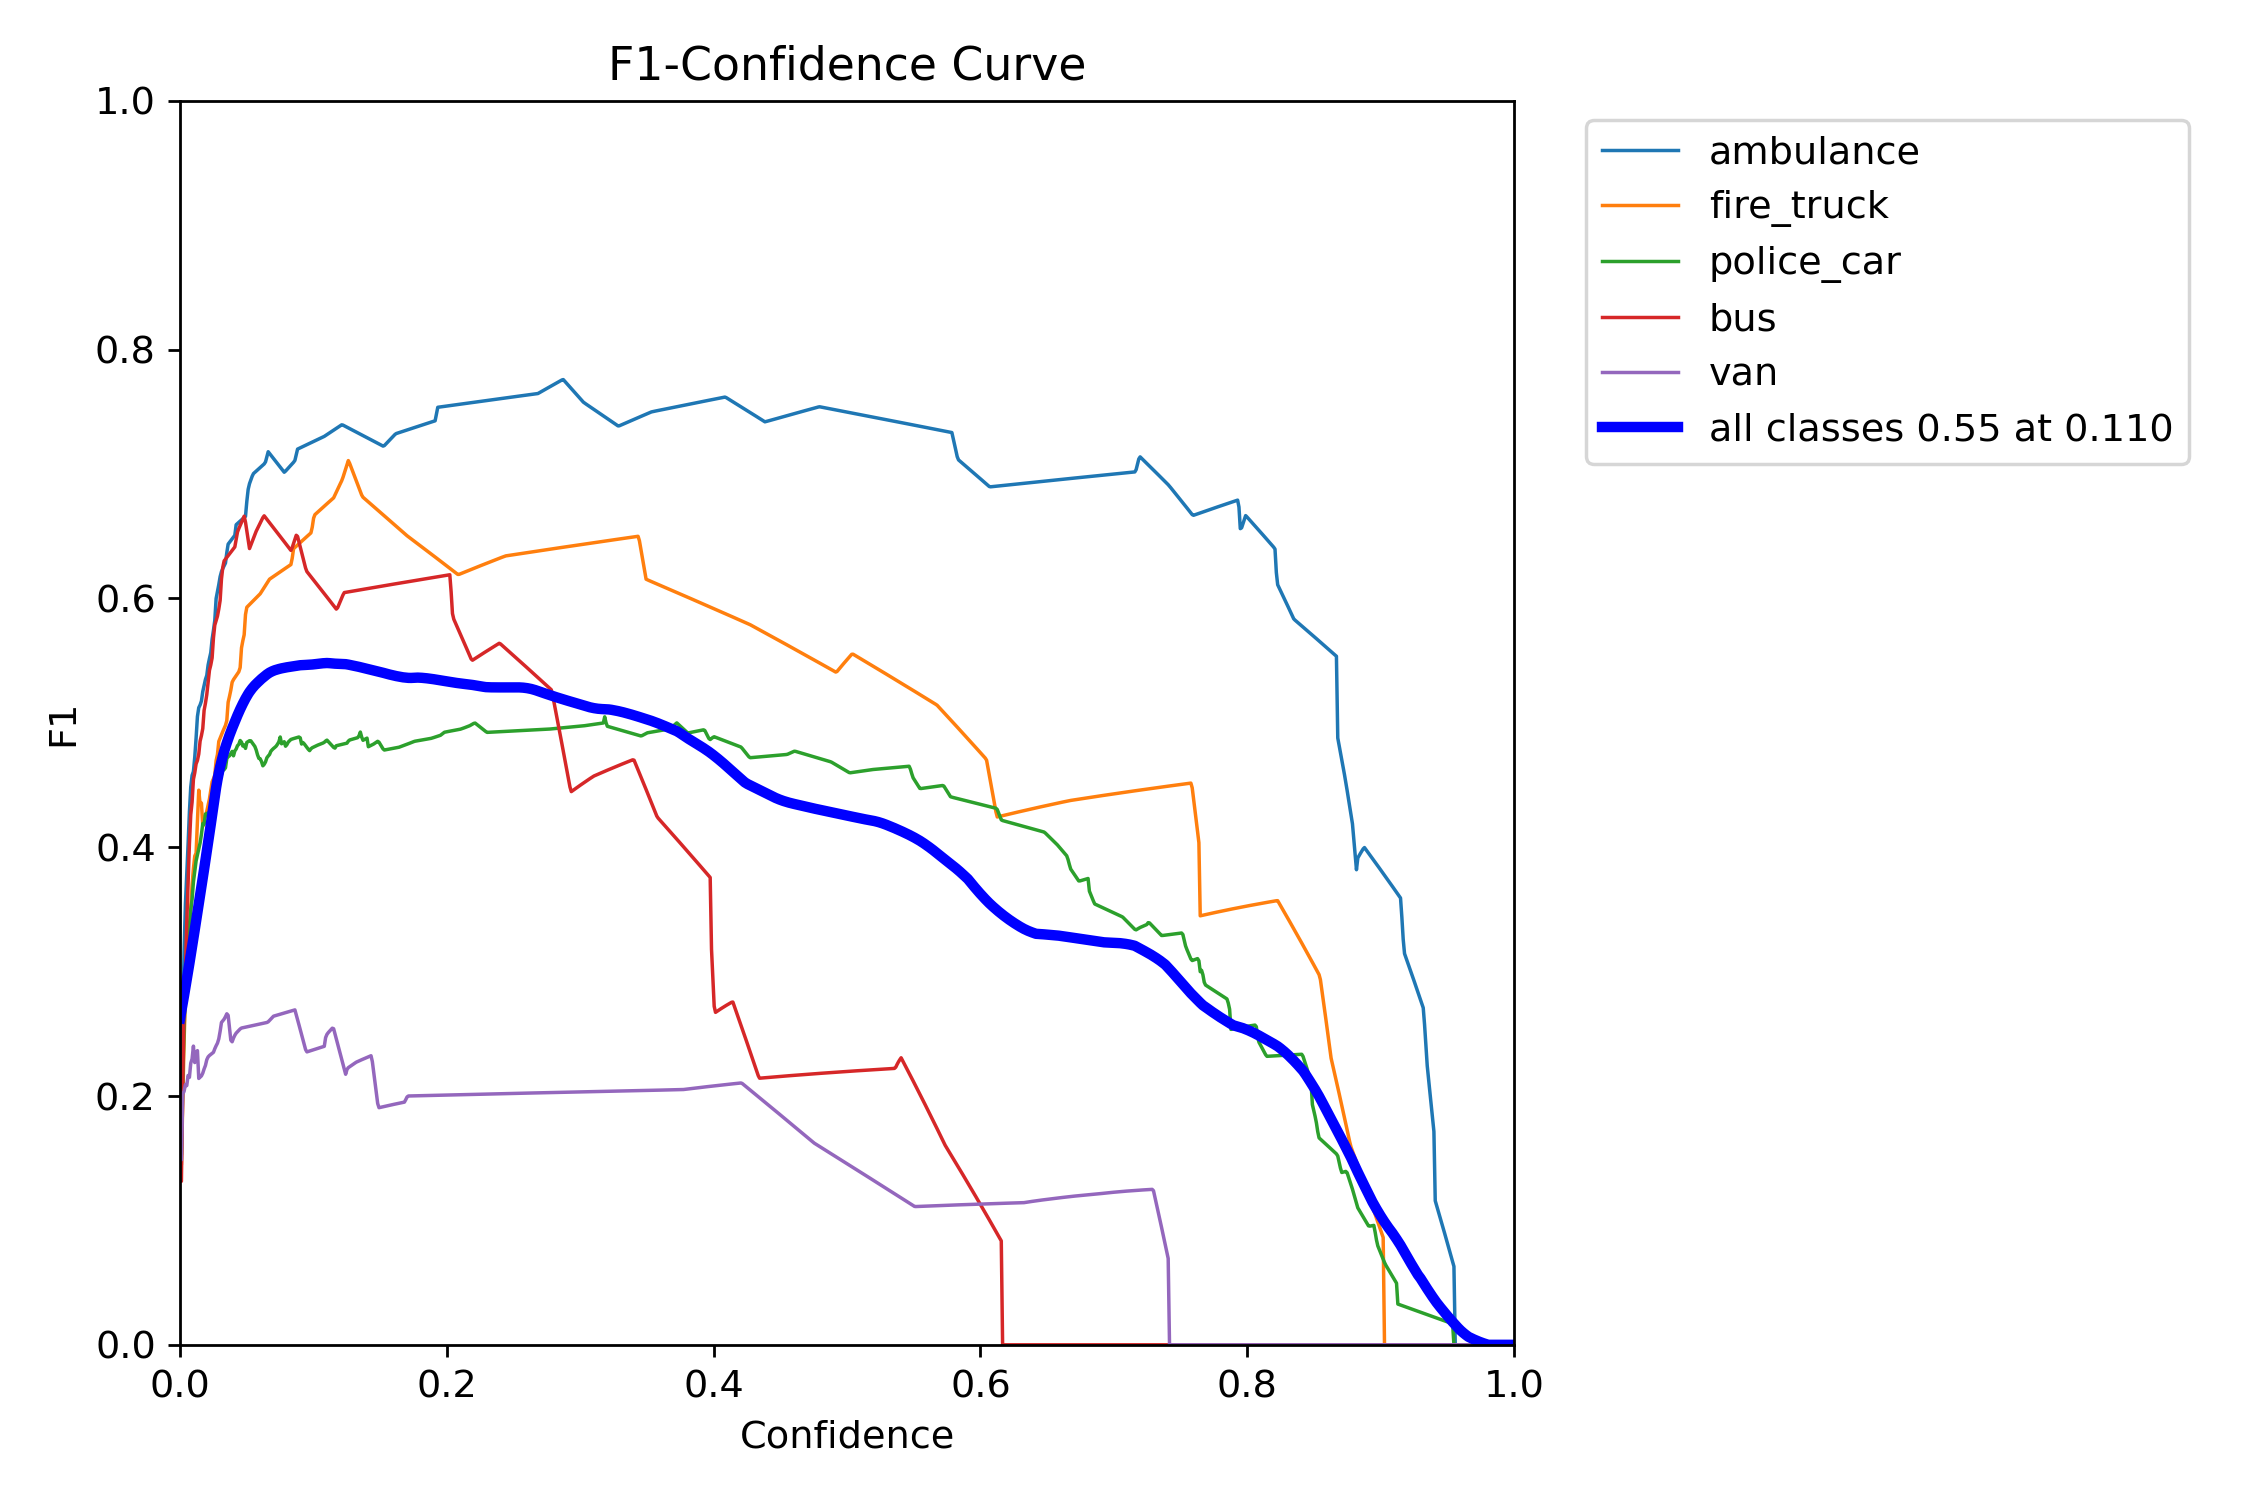 F1-Confidence Curve
1.0
0.8
0.6
0.4
0.2
0.0
F1
0.0 0.2 0.4 0.6 0.8 1.0
Confidence
ambulance
fire_truck
police_car
bus
van
all classes 0.55 at 0.110